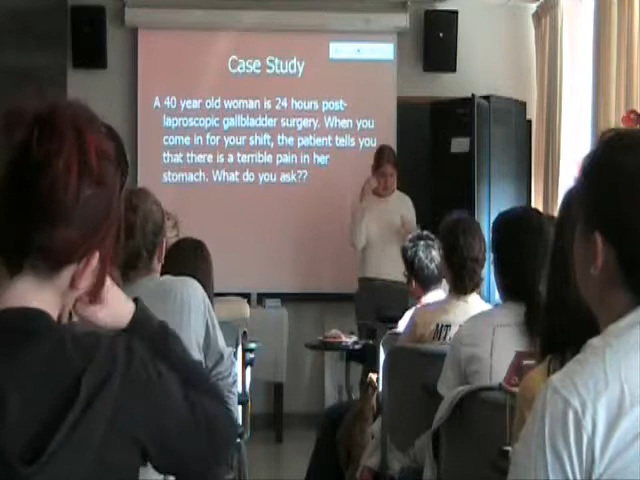 Case Study
A 40 year old woman is 24 hours post-
laproscopic gallbladder surgery. When you
come in for your shift, the patient tells you
that there is a terrible pain in her
stomach. What do you ask??